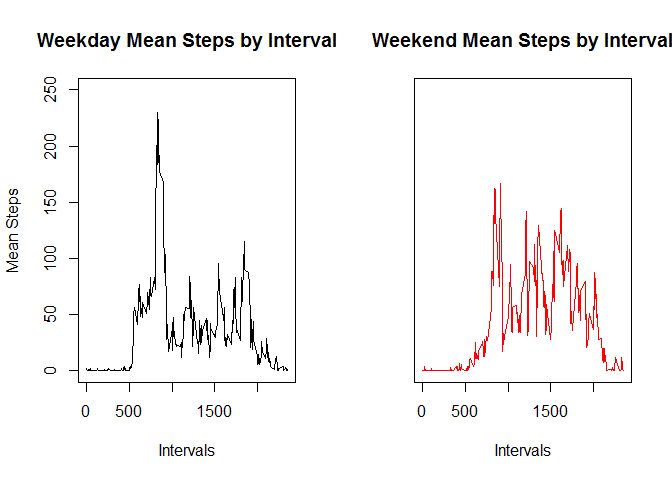 Weekday Mean Steps by Interval
Mean Steps
250
200
150
100
50
0
0 500 1500
Intervals
Weekend Mean Steps by Interval
0 500 1500
Intervals